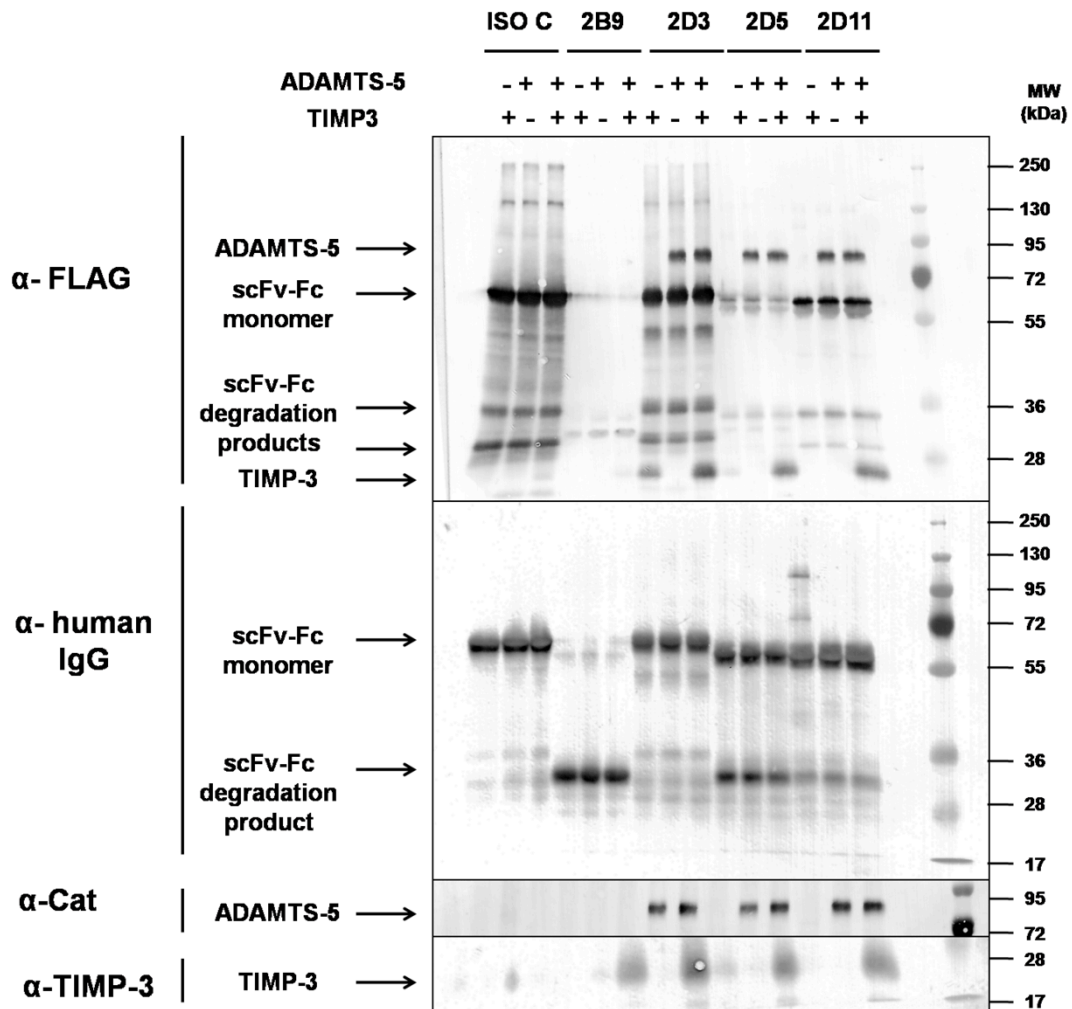 ISO C 2B9 2D3 2D5 2D11
ADAMTS-5 - + + - + + - + + - + + - + +
TIMP3 + - + + - + + - + + - + + - +
MW
(kDa)
α- FLAG
ADAMTS-5
scFv-Fc
monomer
scFv-Fc
degradation
products
TIMP-3
250
130
95
72
55
36
28
α- human
IgG
scFv-Fc
monomer
scFv-Fc
degradation
product
250
130
95
72
55
36
28
17
α-Cat
ADAMTS-5
95
72
α-TIMP-3
TIMP-3
28
17